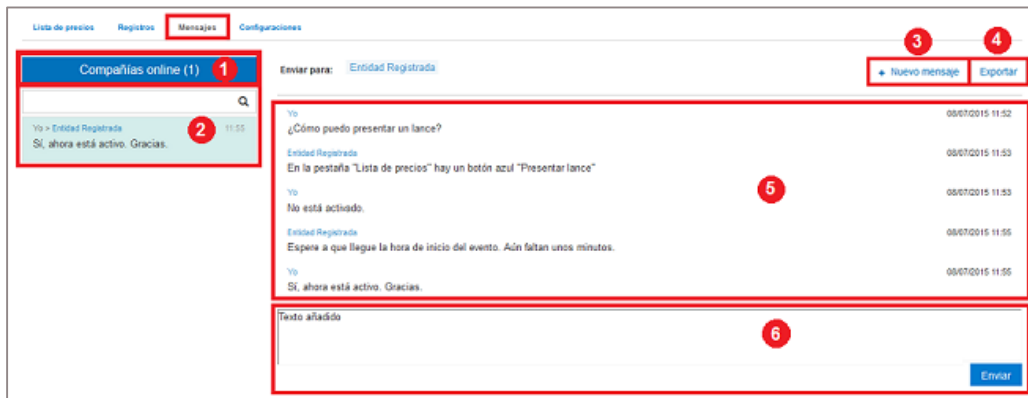 Lista de precios Registros Mensajes Configuraciones
Compañías online (1) 1
Enviar para: Entidad Registrada
3
4
+ Nuevo mensaje Exportar
Yo > Entidad Registrada 11:55
Sí, ahora está activo. Gracias.
2
Yo 08/07/2015 11:52
¿Cómo puedo presentar un lance?
Entidad Registrada 08/07/2015 11:53
En la pestaña "Lista de precios" hay un botón azul "Presentar lance"
Yo 08/07/2015 11:53
No está activado.
5
Entidad Registrada 08/07/2015 11:55
Espere a que llegue la hora de inicio del evento. Aún faltan unos minutos.
Yo 08/07/2015 11:55
Sí, ahora está activo. Gracias.
Texto añadido
6
Enviar